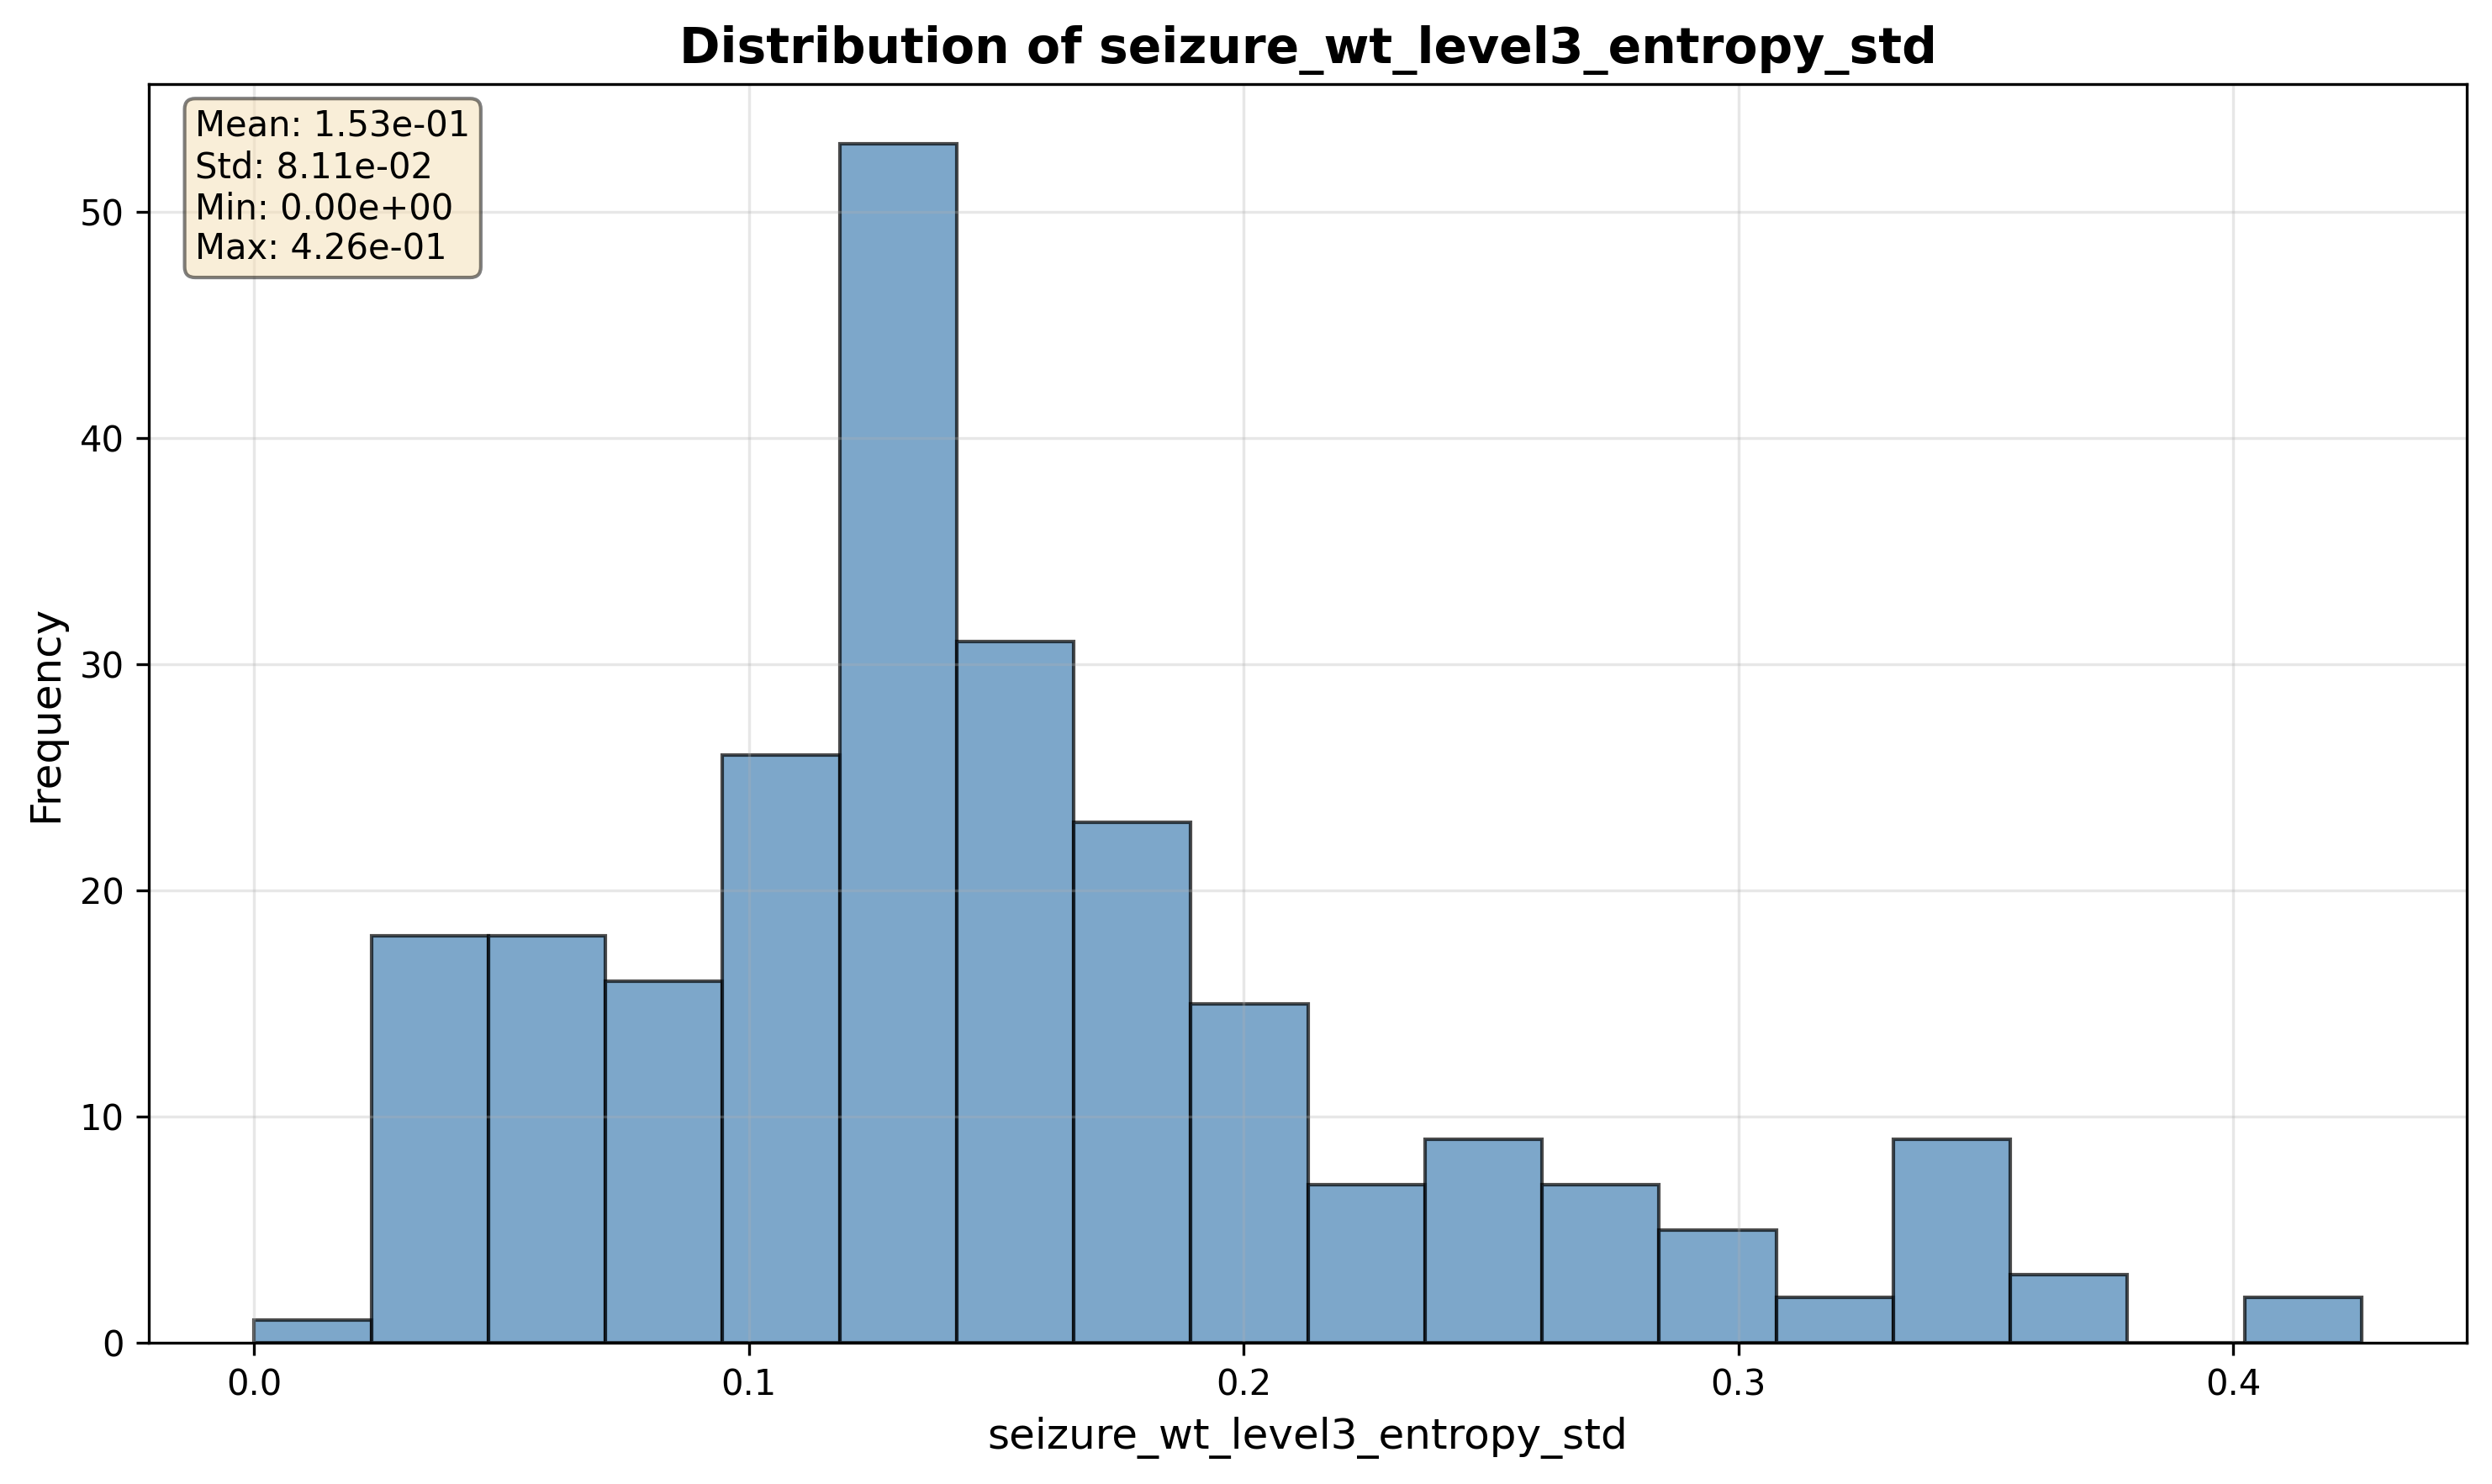 Distribution of seizure_wt_level3_entropy_std
Mean: 1.53e-01
Std: 8.11e-02
Min: 0.00e+00
Max: 4.26e-01
Frequency
50
40
30
20
10
0
0.0 0.1 0.2 0.3 0.4
seizure_wt_level3_entropy_std